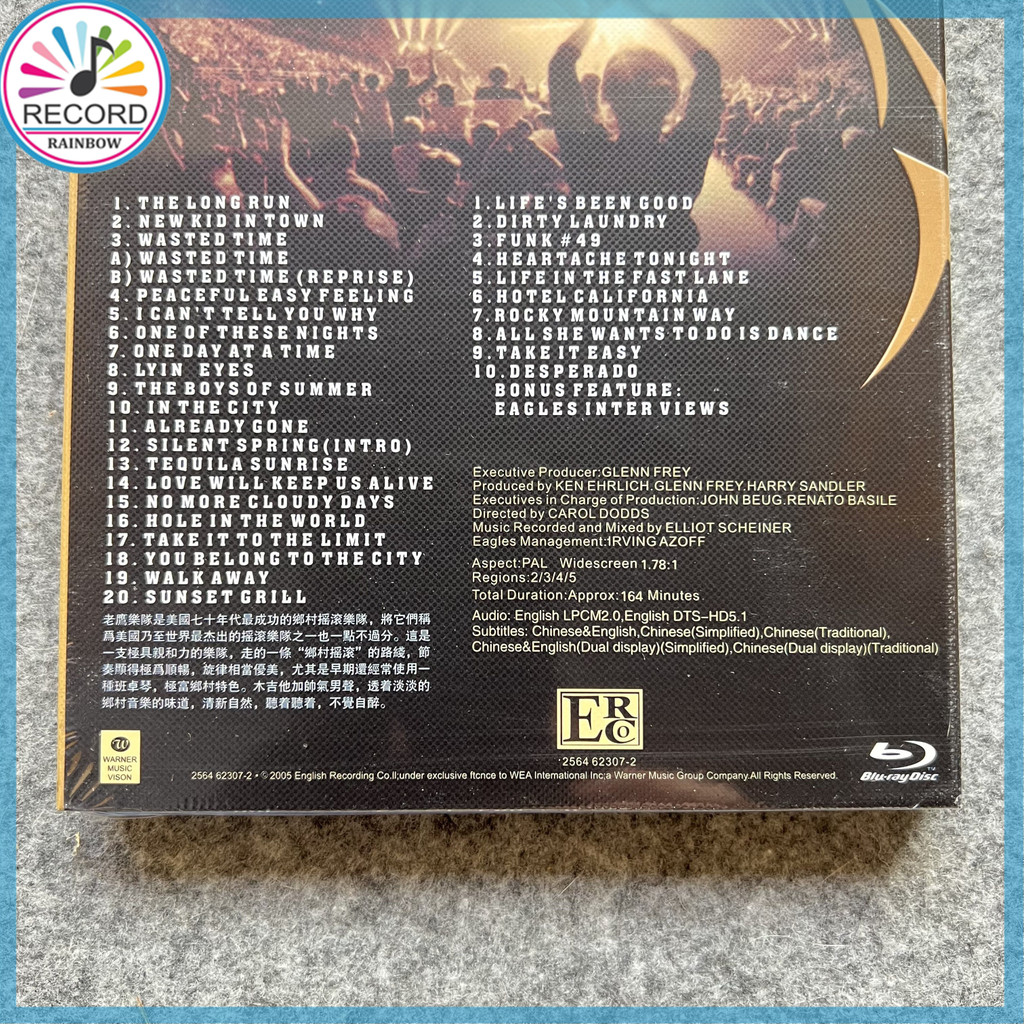 RECORD
RAINBOW
1. THE LONG RUN
2. NEW KID IN TOWN
3. WASTED TIME
A) WASTED TIME
B) WASTED TIME (REPRISE)
4. PEACEFUL EASY FEELING
5. I CAN'T TELL YOU WHY
6. ONE OF THESE NIGHTS
7. ONE DAY AT A TIME
8. LYIN EYES
9. THE BOYS OF SUMMER
10. IN THE CITY
11. ALREADY GONE
12. SILENT SPRING(INTRO)
13. TEQUILA SUNRISE
14. LOVE WILL KEEP US ALIVE
15. NO MORE CLOUDY DAYS
16. HOLE IN THE WORLD
17. TAKE IT TO THE LIMIT
18. YOU BELONG TO THE CITY
19. WALK AWAY
20. SUNSET GRILL
1. LIFE'S BEEN GOOD
2. DIRTY LAUNDRY
3. FUNK #49
4. HEARTACHE TONIGHT
5. LIFE IN THE FAST LANE
6. HOTEL CALIFORNIA
7. ROCKY MOUNTAIN WAY
8. ALL SHE WANTS TO DO IS DANCE
9. TAKE IT EASY
10. DESPERADO
BONUS FEATURE:
EAGLES INTER VIEWS
Executive Producer:GLENN FREY
Produced by KEN EHRLICH.GLENN FREY.HARRY SANDLER
Executives in Charge of Production:JOHN BEUG.RENATO BASILE
Directed by CAROL DODDS
Music Recorded and Mixed by ELLIOT SCHEINER
Eagles Management:1RVING AZOFF
Aspect:PAL Widescreen 1.78:1
Regions:2/3/4/5
Total Duration:Approx:164 Minutes
Audio: English LPCM2.0,English DTS-HD5.1
Subtitles: Chinese&English,Chinese(Simplified),Chinese(Traditional),
Chinese&English(Dual display)(Simplified),Chinese(Dual display)(Traditional)
老鷹樂隊是美國七十年代最成功的鄉村摇滚樂隊，將它們稱
爲美國乃至世界最杰出的摇滚樂隊之一也一點不過分。這是
一支極具親和力的樂隊，走的一條“鄉村摇滚”的路綫，節
奏顯得極爲順暢，旋律相當優美，尤其是早期還經常使用一
種班卓琴，極富鄉村特色。木吉他加帥氣男聲，透着淡淡的
鄉村音樂的味道，清新自然，聽着聽着，不覺自醉。
WARNER
MUSIC
VISON
ERCo
2564 62307-2
2564 62307-2 • © 2005 English Recording Co.ll;under exclusive ftcnce to WEA International Inc;a Warner Music Group Company.All Rights Reserved.
Blu-ray Disc
TM